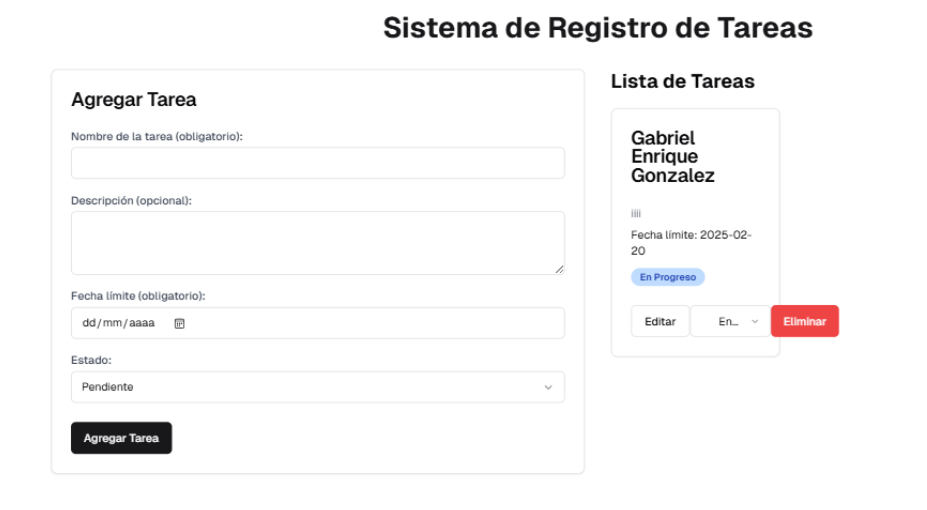 Sistema de Registro de Tareas
Agregar Tarea
Nombre de la tarea (obligatorio):
Descripción (opcional):
Fecha límite (obligatorio):
dd/mm/aaaa
Estado:
Pendiente
Agregar Tarea
Lista de Tareas
Gabriel
Enrique
Gonzalez
iiii
Fecha límite: 2025-02-
20
En Progreso
Editar
En...
Eliminar